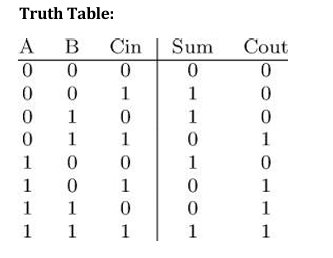 Truth Table:
A B Cin Sum Cout
0 0 0 0 0
0 0 1 1 0
0 1 0 1 0
0 1 1 0 1
1 0 0 1 0
1 0 1 0 1
1 1 0 0 1
1 1 1 1 1